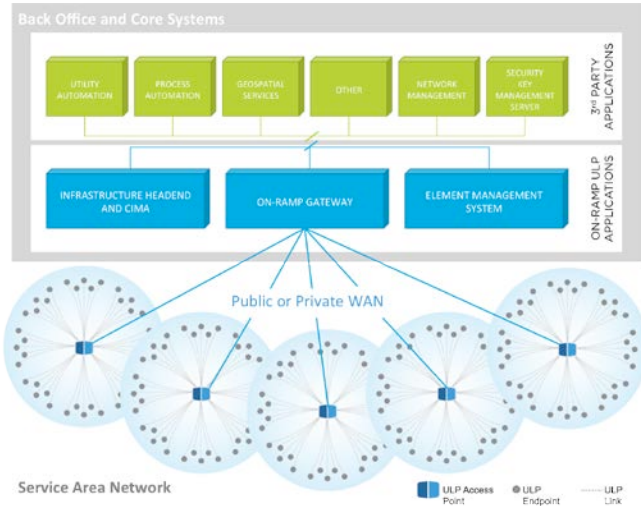 Back Office and Core Systems
UTILITY
AUTOMATION
PROCESS
AUTOMATION
GEOSPATIAL
SERVICES
OTHER
NETWORK
MANAGEMENT
SECURITY
KEY
MANAGEMENT
SERVER
3rd PARTY
APPLICATIONS
INFRASTRUCTURE HEADEND
AND CIMA
ON-RAMP GATEWAY
ELEMENT MANAGEMENT
SYSTEM
ON-RAMP ULP
APPLICATIONS
Public or Private WAN
Service Area Network
ULP Access
Point
ULP
Endpoint
ULP
Link